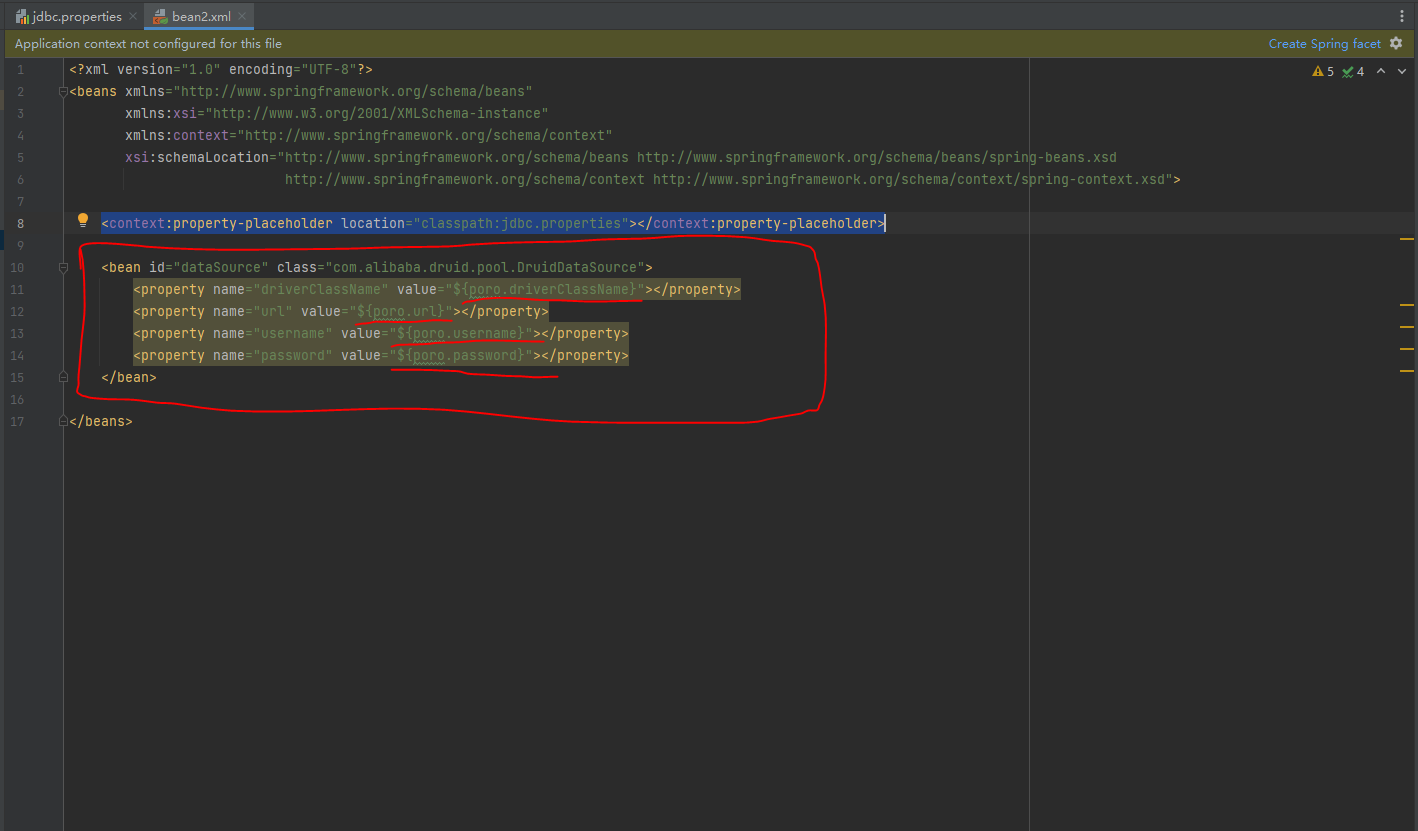 jdbc.properties
bean2.xml
Application context not configured for this file
Create Spring facet
5 4
1 <?xml version="1.0" encoding="UTF-8"?>
2 <beans xmlns="http://www.springframework.org/schema/beans"
3 xmlns:xsi="http://www.w3.org/2001/XMLSchema-instance"
4 xmlns:context="http://www.springframework.org/schema/context"
5 xsi:schemaLocation="http://www.springframework.org/schema/beans http://www.springframework.org/schema/beans/spring-beans.xsd
6 http://www.springframework.org/schema/context http://www.springframework.org/schema/context/spring-context.xsd">
7
8 <context:property-placeholder location="classpath:jdbc.properties"></context:property-placeholder>
9
10 <bean id="dataSource" class="com.alibaba.druid.pool.DruidDataSource">
11 <property name="driverClassName" value="${poro.driverClassName}"></property>
12 <property name="url" value="${poro.url}"></property>
13 <property name="username" value="${poro.username}"></property>
14 <property name="password" value="${poro.password}"></property>
15 </bean>
16
17 </beans>